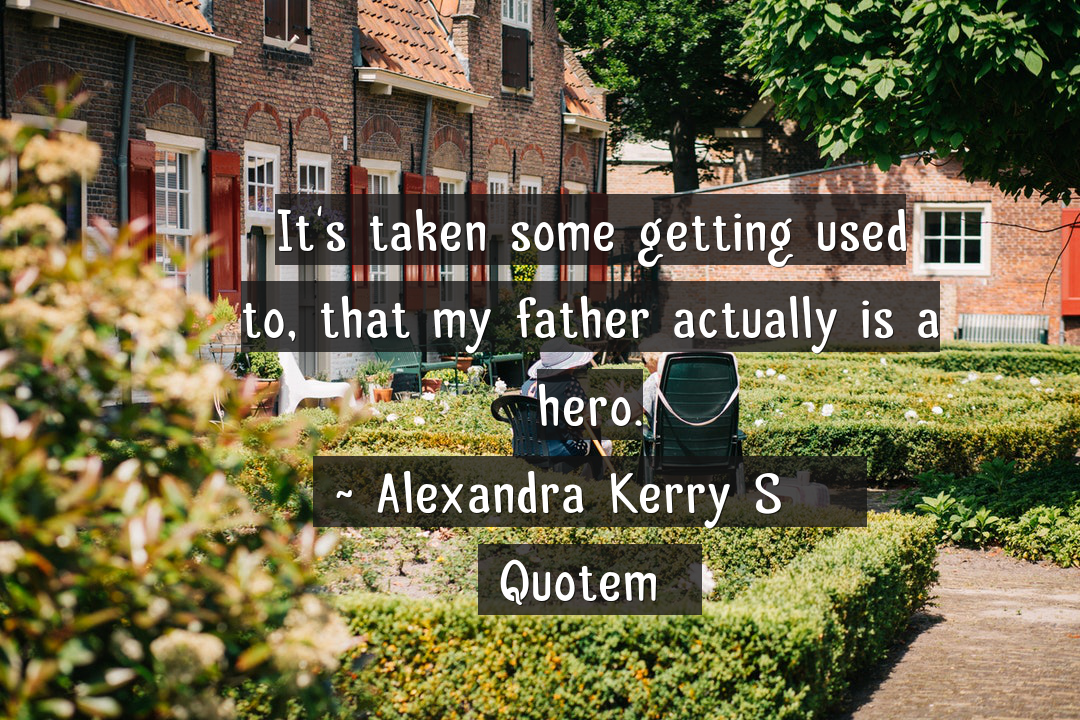 It's taken some getting used
to, that my father actually is a
hero.
~ Alexandra Kerry S
Quotem